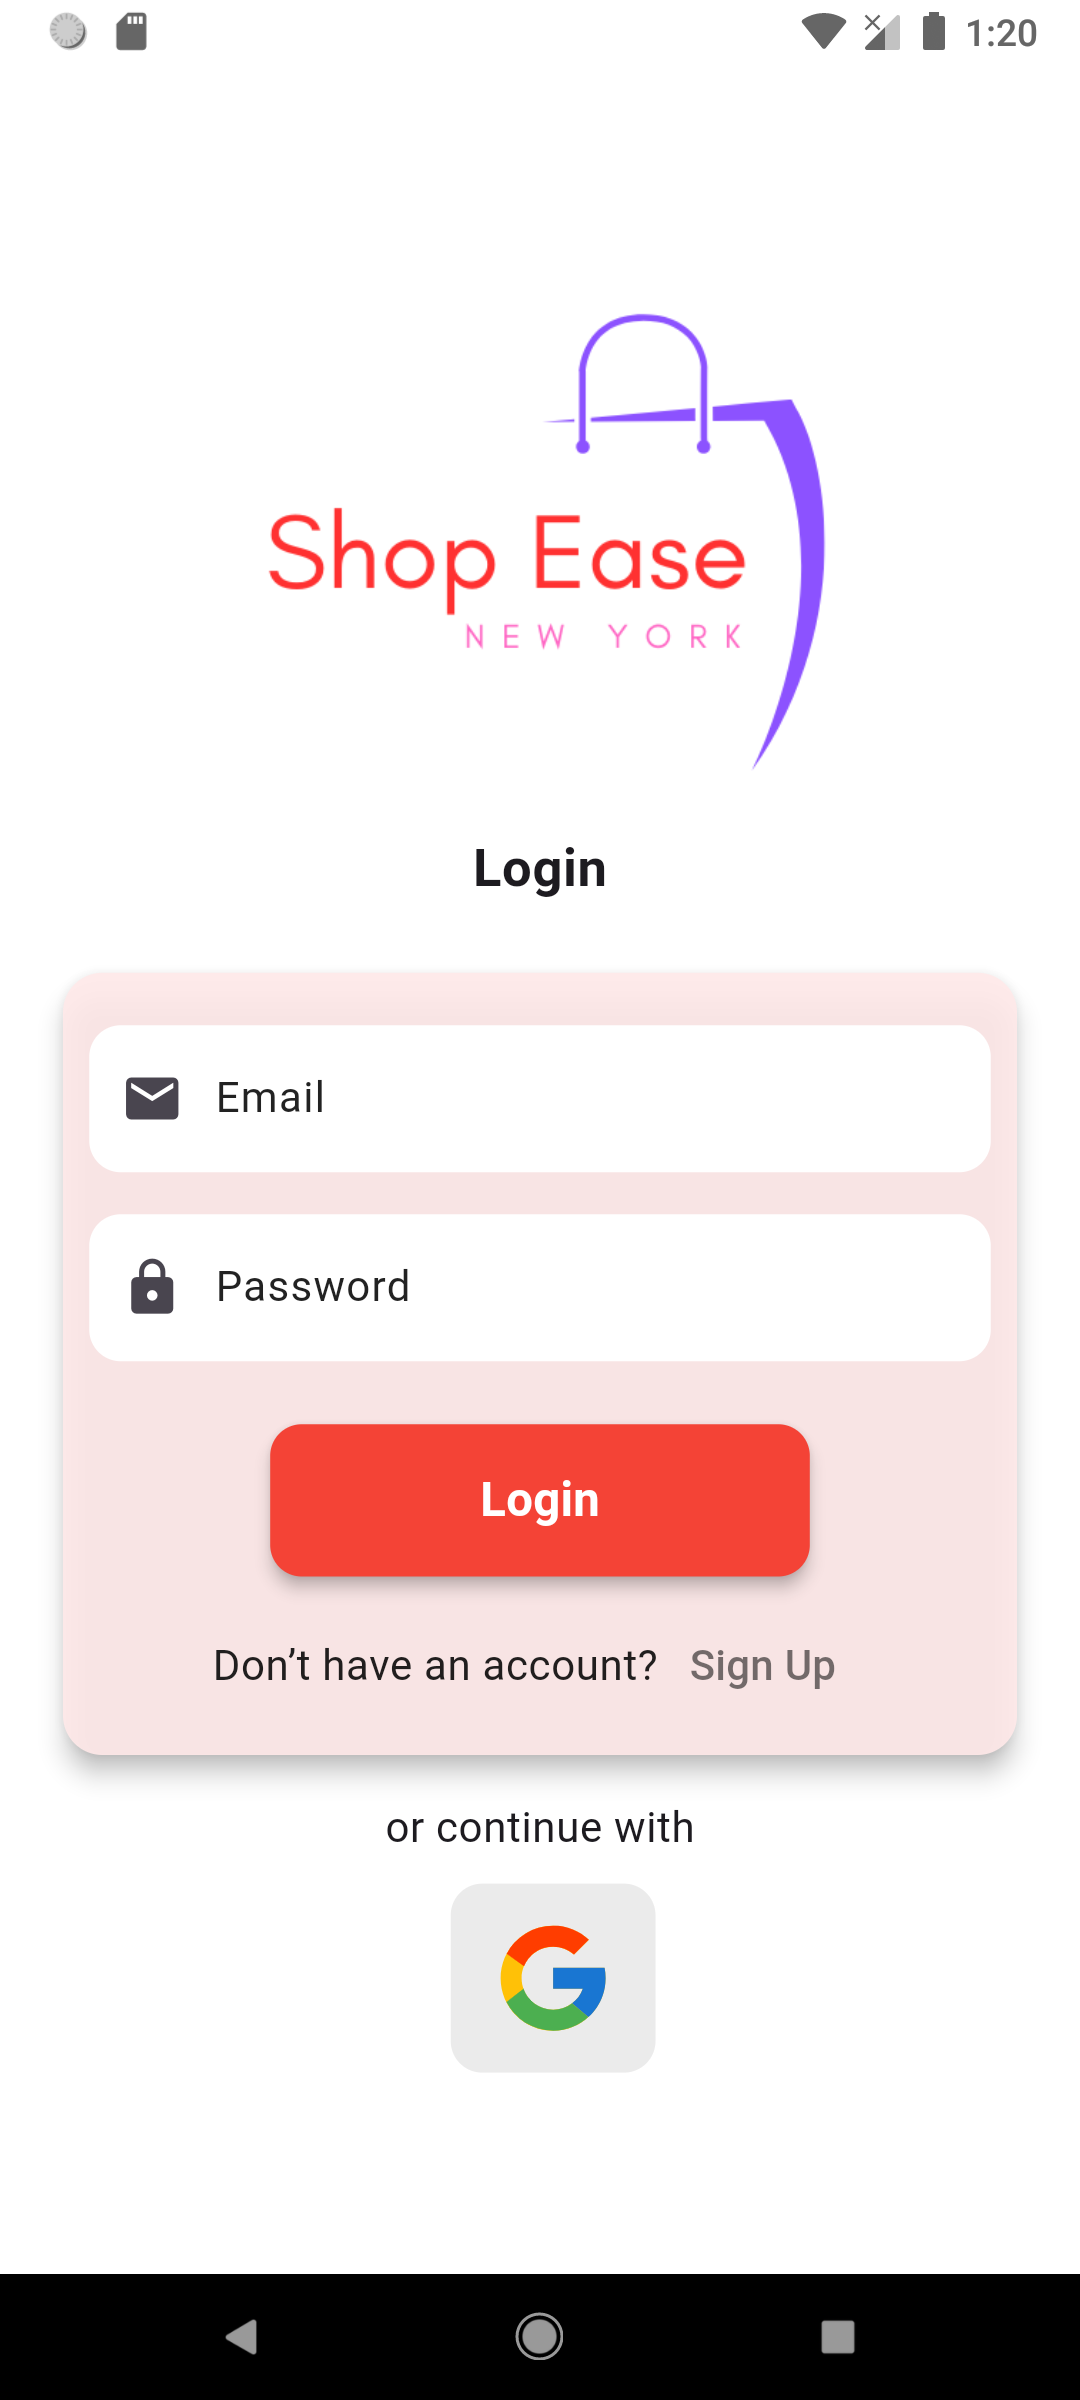 1:20
Shop Ease
NEW YORK
Login
Email
Password
Login
Don’t have an account? Sign Up
or continue with
G